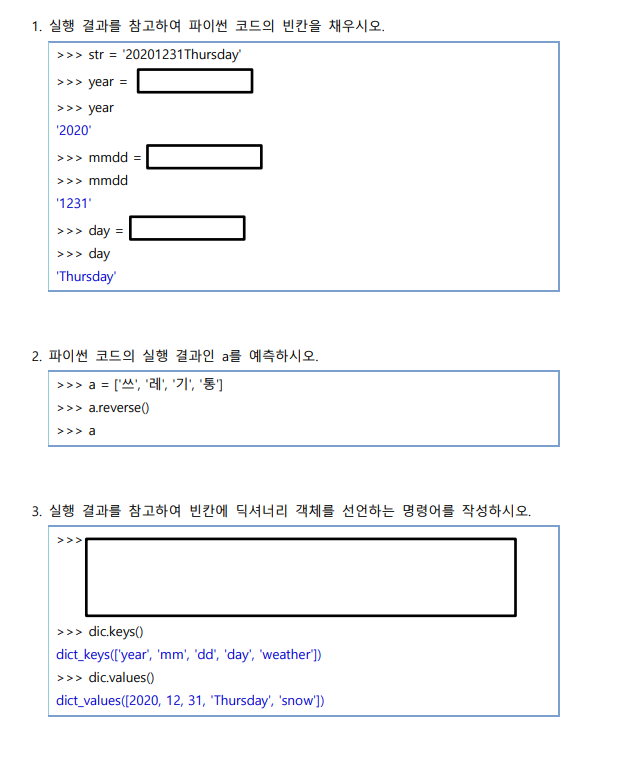 1. 실행 결과를 참고하여 파이썬 코드의 빈칸을 채우시오.
>>> str = '20201231Thursday'
>>> year =
>>> year
'2020'
>>> mmdd =
>>> mmdd
'1231'
>>> day =
>>> day
'Thursday'
2. 파이썬 코드의 실행 결과인 a를 예측하시오.
>>> a = ['쓰', '레', '기', '통']
>>> a.reverse()
>>> a
3. 실행 결과를 참고하여 빈칸에 딕셔너리 객체를 선언하는 명령어를 작성하시오.
>>>
>>> dic.keys()
dict_keys(['year', 'mm', 'dd', 'day', 'weather'])
>>> dic.values()
dict_values([2020, 12, 31, 'Thursday', 'snow'])